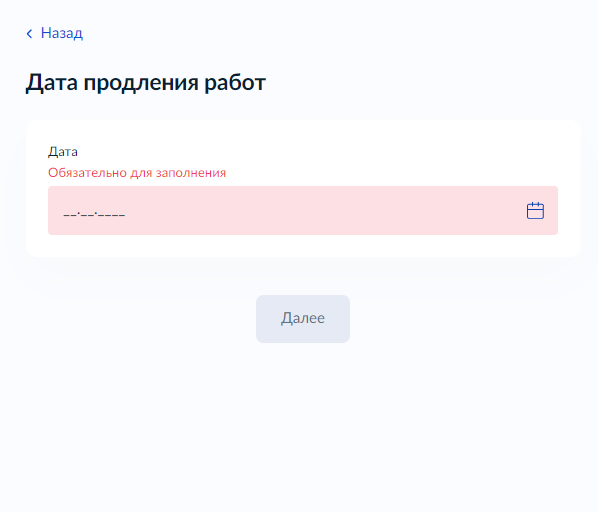 Назад
Дата продления работ
Дата
Обязательно для заполнения
__.__.____
Далее